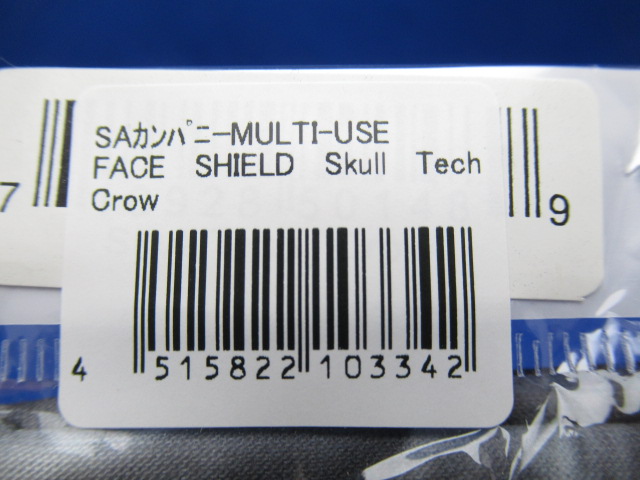 SAｶﾝﾊﾟﾆｰMULTI-USE
FACE SHIELD Skull Tech
Crow
7 9
4 515822 103342